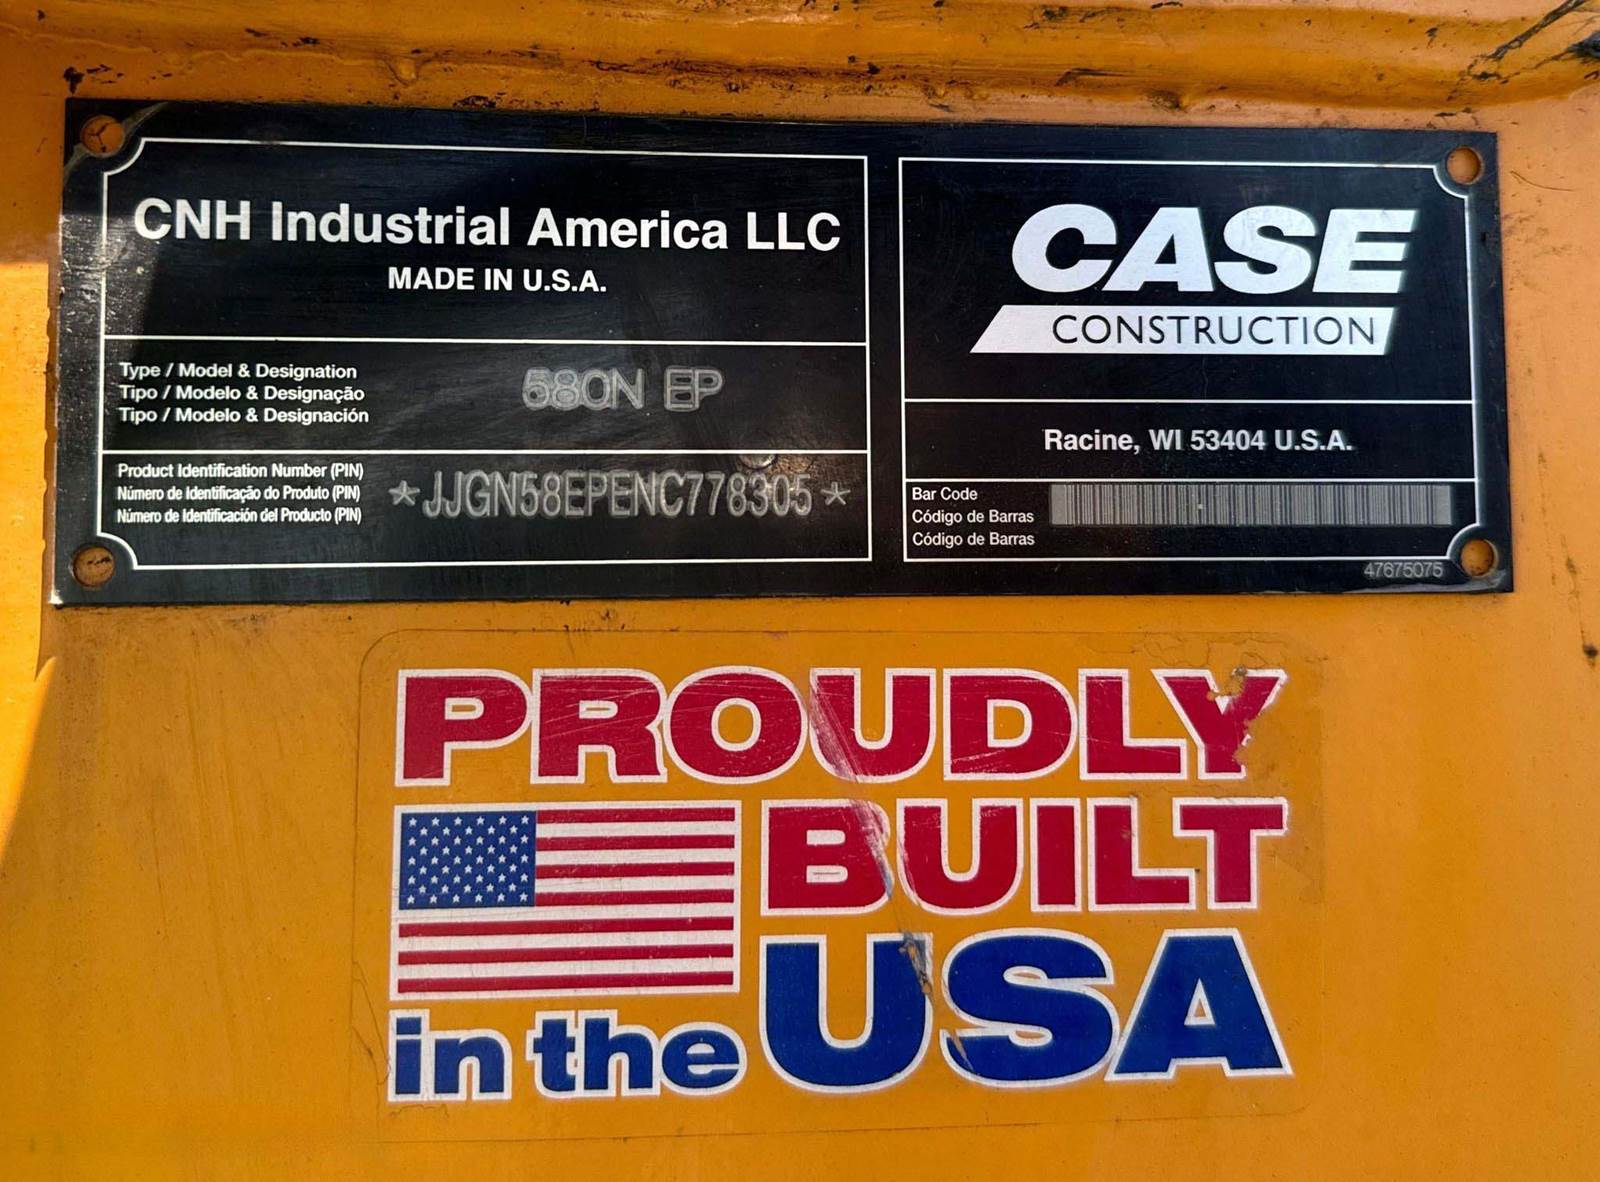 CNH Industrial America LLC
MADE IN U.S.A.
Type / Model & Designation
Tipo / Modelo & Designação
Tipo / Modelo & Designación
580N EP
Product Identification Number (PIN)
Número de Identificação do Produto (PIN)
Número de Identificación del Producto (PIN)
*JJGN58EPENC778305*
CASE
CONSTRUCTION
Racine, WI 53404 U.S.A.
Bar Code
Código de Barras
Código de Barras
47675075
PROUDLY
BUILT
in the USA